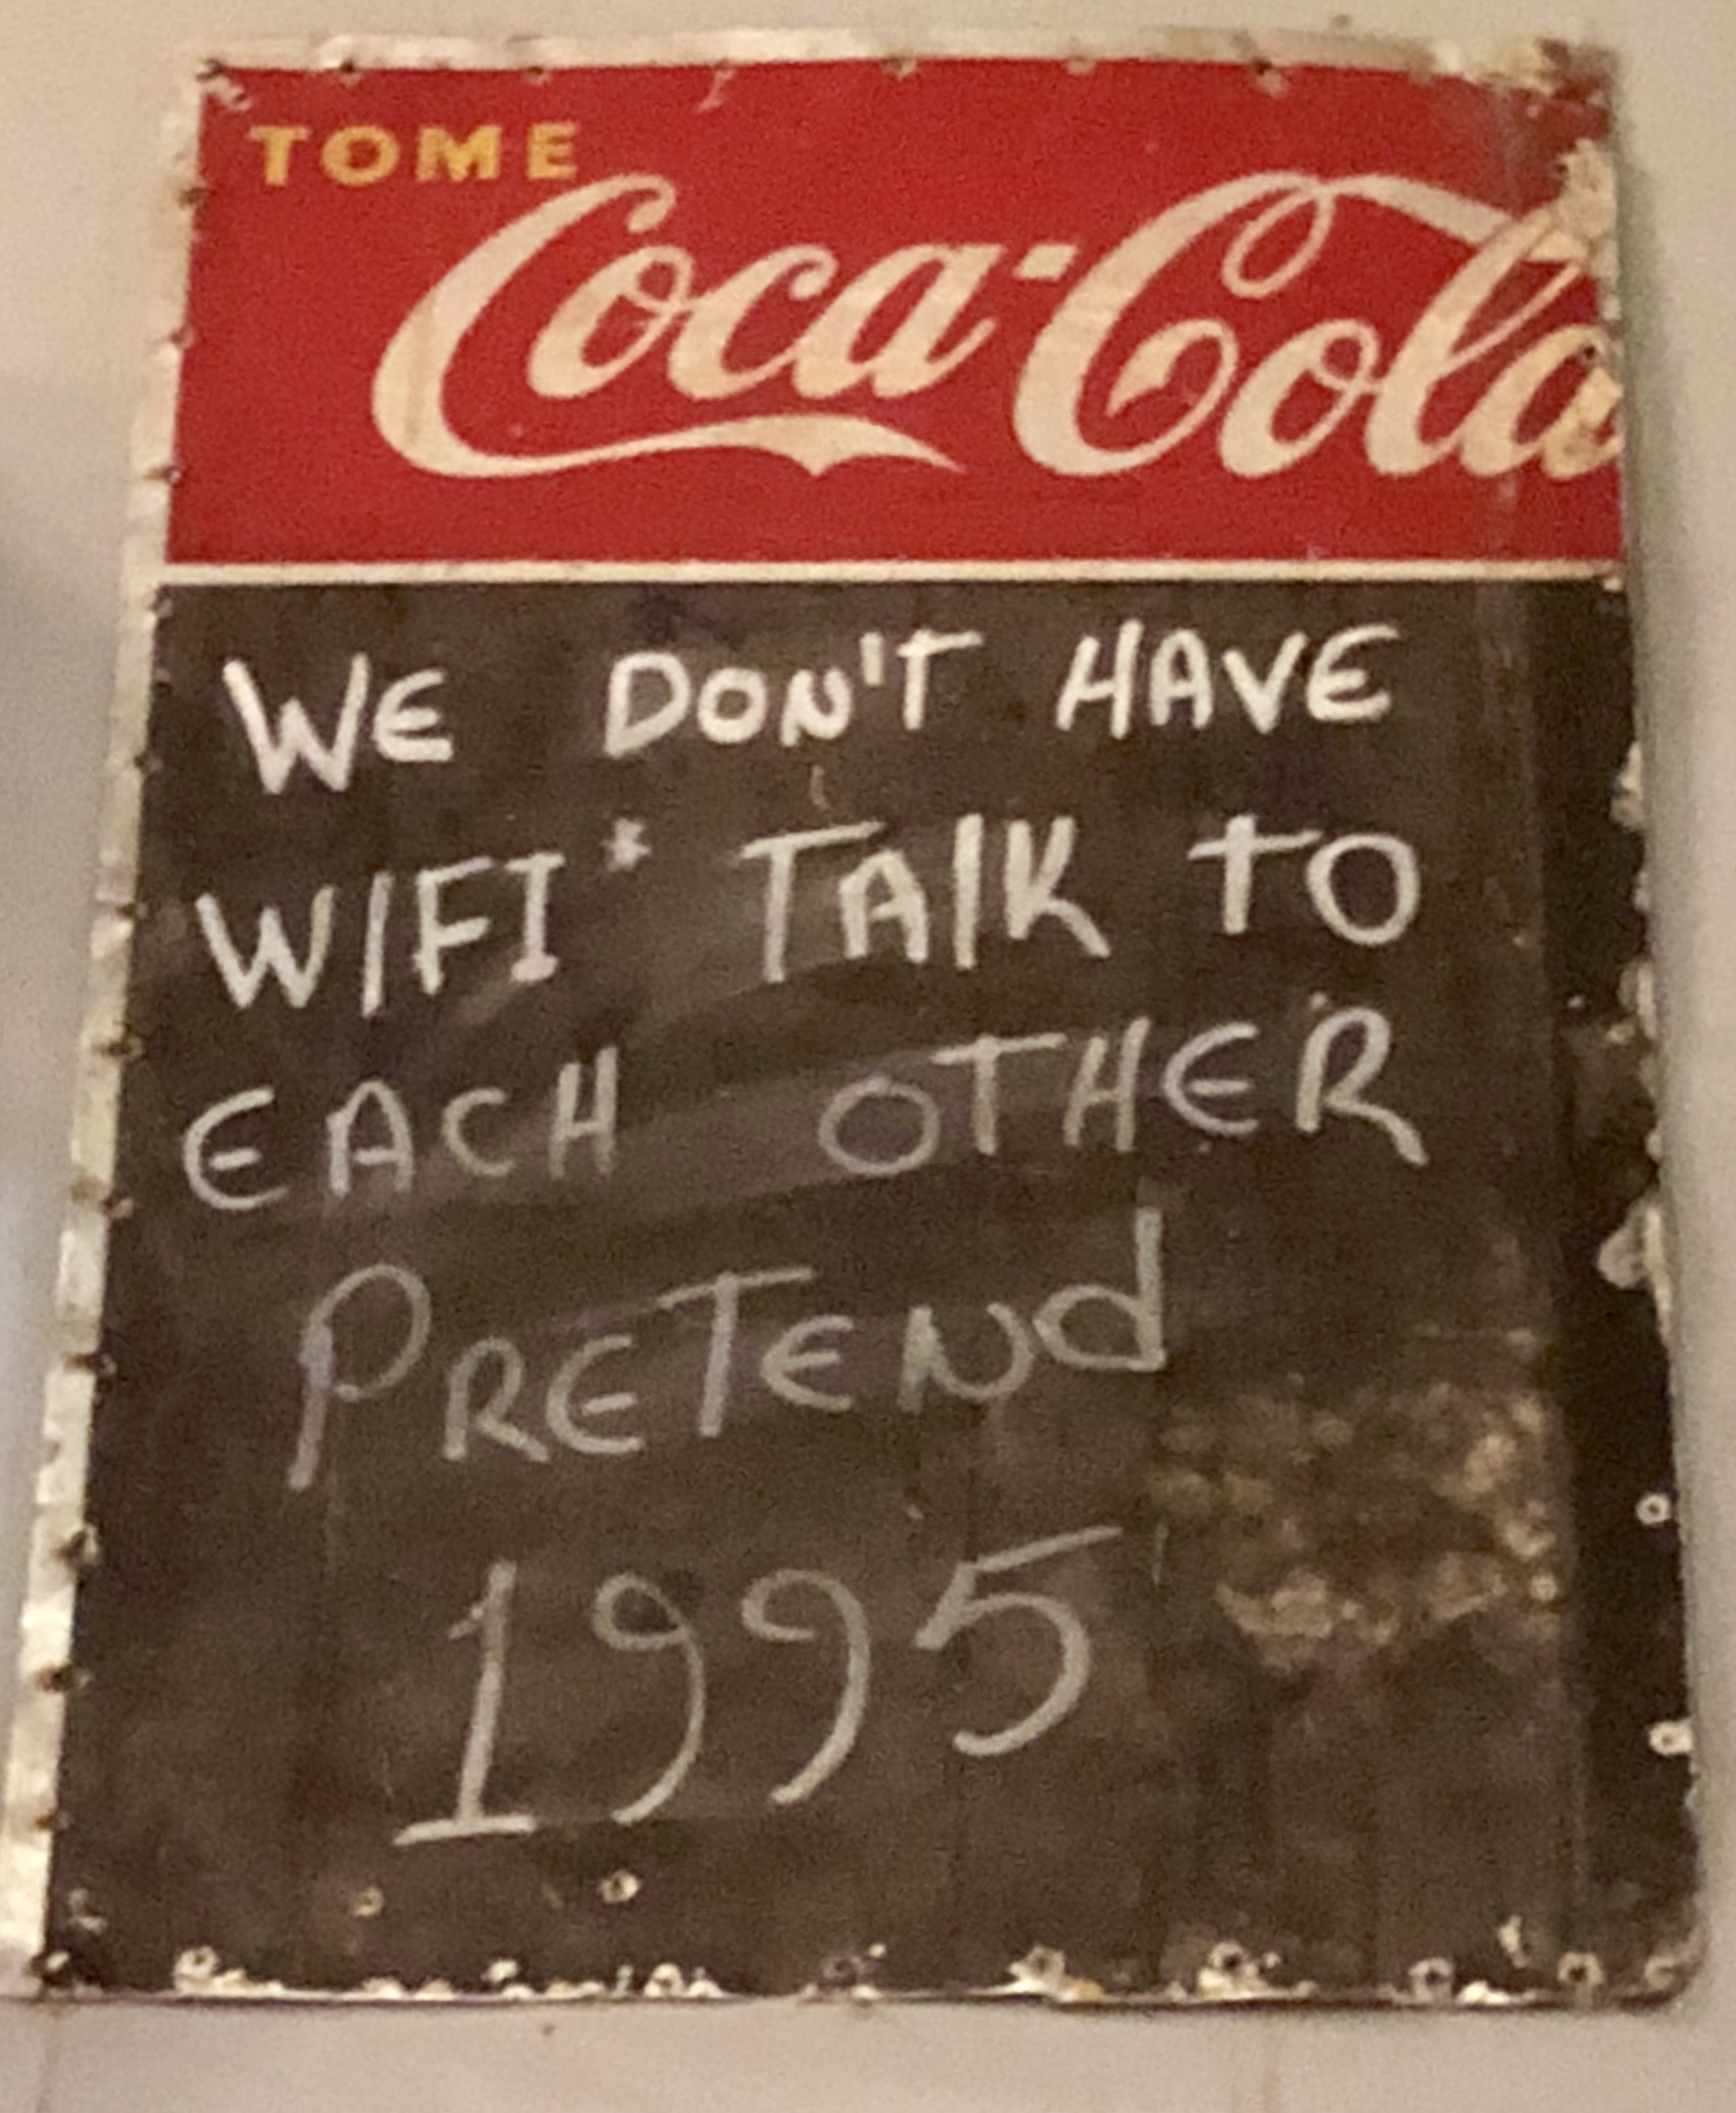 TOME
Coca-Cola
WE DON'T HAVE
WIFI* TALK TO
EACH OTHER
PRETEND
1995